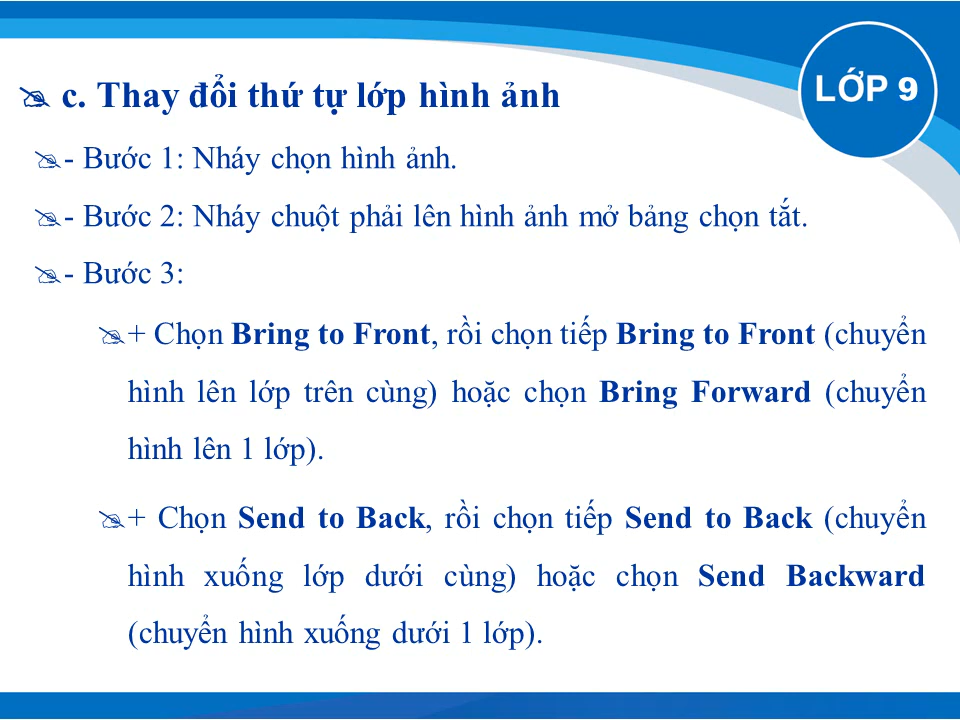 LỚP 9
c. Thay đổi thứ tự lớp hình ảnh
- Bước 1: Nháy chọn hình ảnh.
- Bước 2: Nháy chuột phải lên hình ảnh mở bảng chọn tắt.
- Bước 3:
+ Chọn Bring to Front, rồi chọn tiếp Bring to Front (chuyển
hình lên lớp trên cùng) hoặc chọn Bring Forward (chuyển
hình lên 1 lớp).
+ Chọn Send to Back, rồi chọn tiếp Send to Back (chuyển
hình xuống lớp dưới cùng) hoặc chọn Send Backward
(chuyển hình xuống dưới 1 lớp).